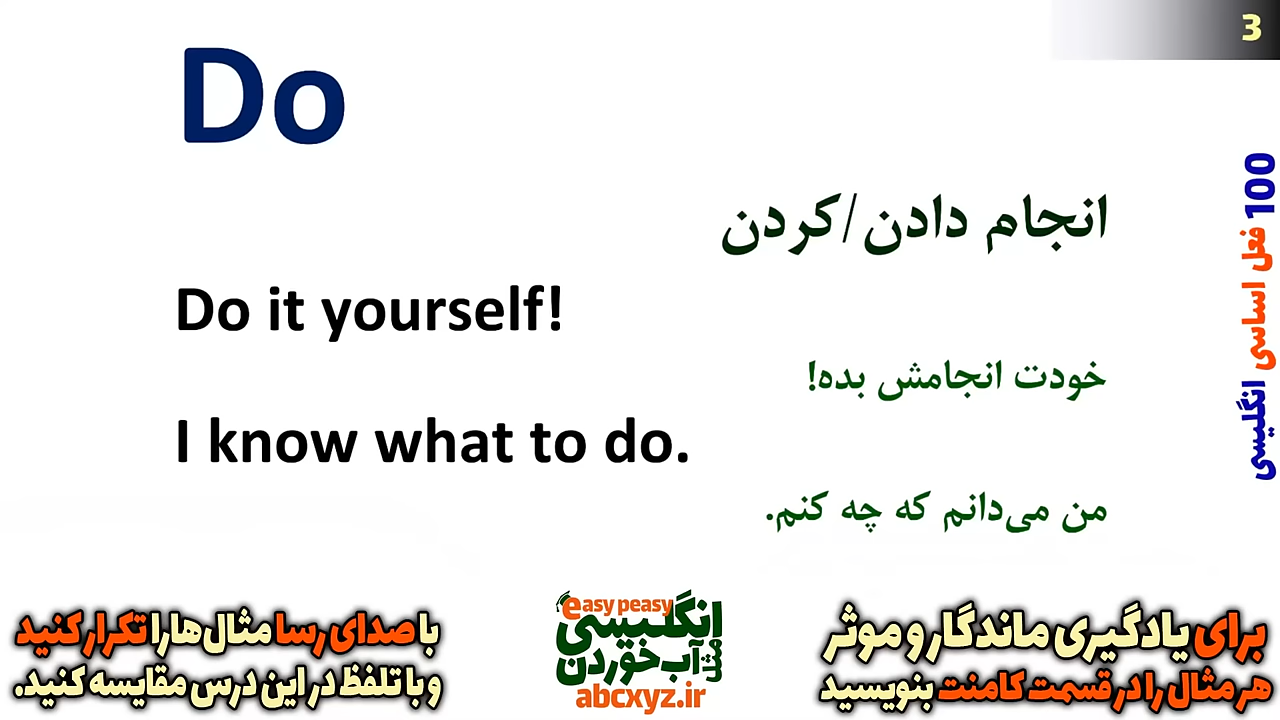 3
Do
انجام دادن/کردن
Do it yourself!
خودت انجامش بده!
I know what to do.
من می‌دانم که چه کنم.
100 فعل اساسی انگلیسی
برای یادگیری ماندگار و موثر
هر مثال را در قسمت کامنت بنویسید
easy peasy
انگلیسی
مثل آب خوردن
abcxyz.ir
با صدای رسا مثال‌ها را تکرار کنید
و با تلفظ در این درس مقایسه کنید.